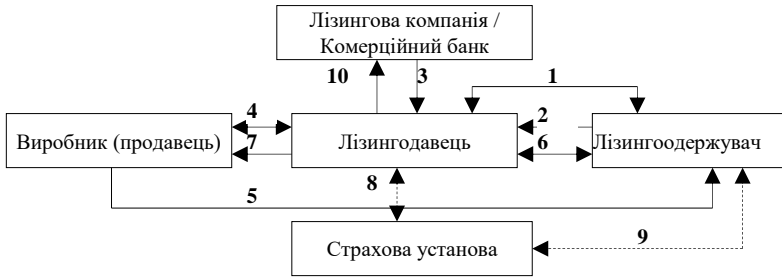 Лізингова компанія /
Комерційний банк
10
3
1
4
2
Виробник (продавець)
Лізингодавець
Лізингоодержувач
7
6
8
5
9
Страхова установа